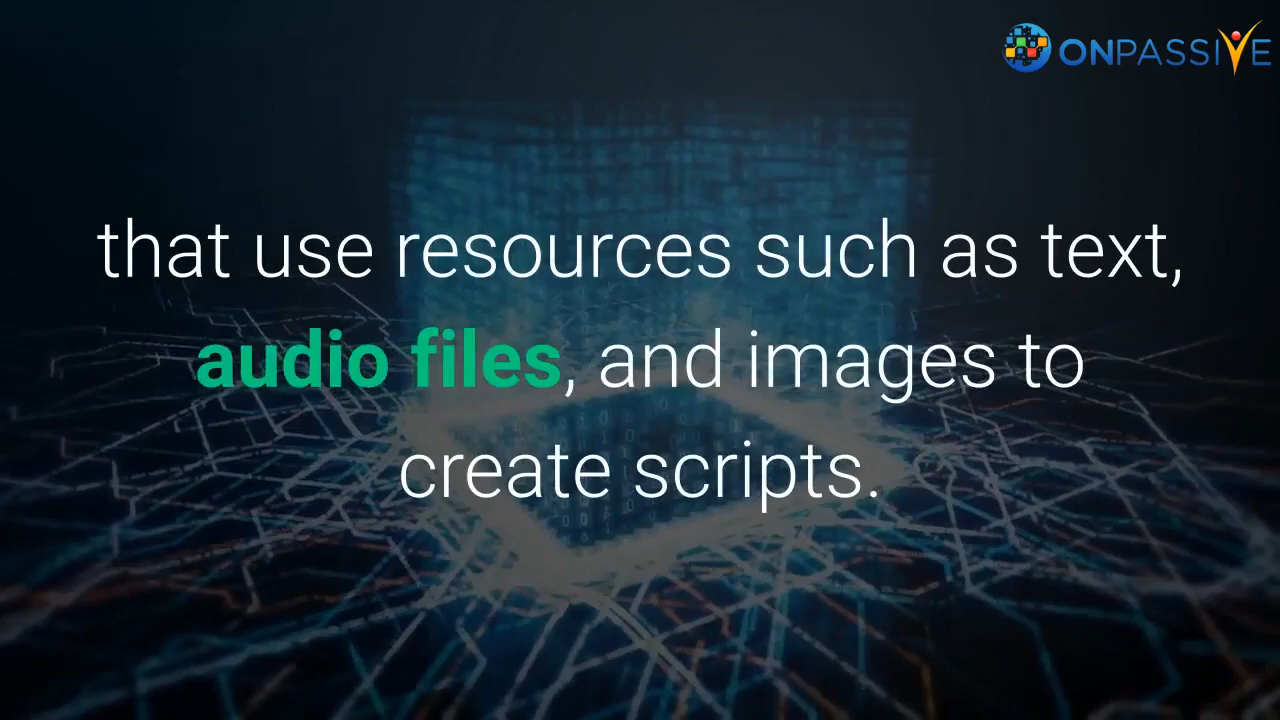 ONPASSIVE
that use resources such as text,
audio files, and images to
create scripts.